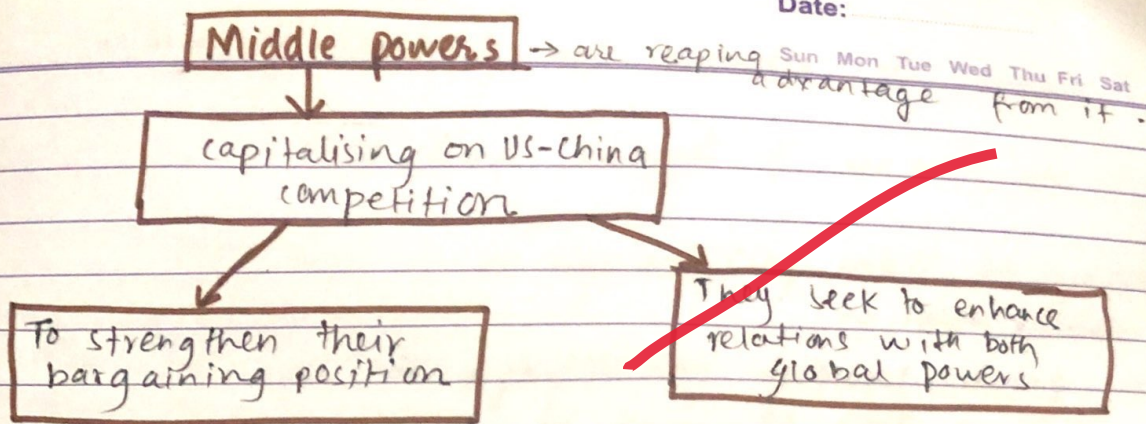 Date:
Middle powers → are reaping
Sun Mon Tue Wed Thu Fri Sat
advantage from it.
capitalising on US-China
competition
To strengthen their
bargaining position
They seek to enhance
relations with both
global powers